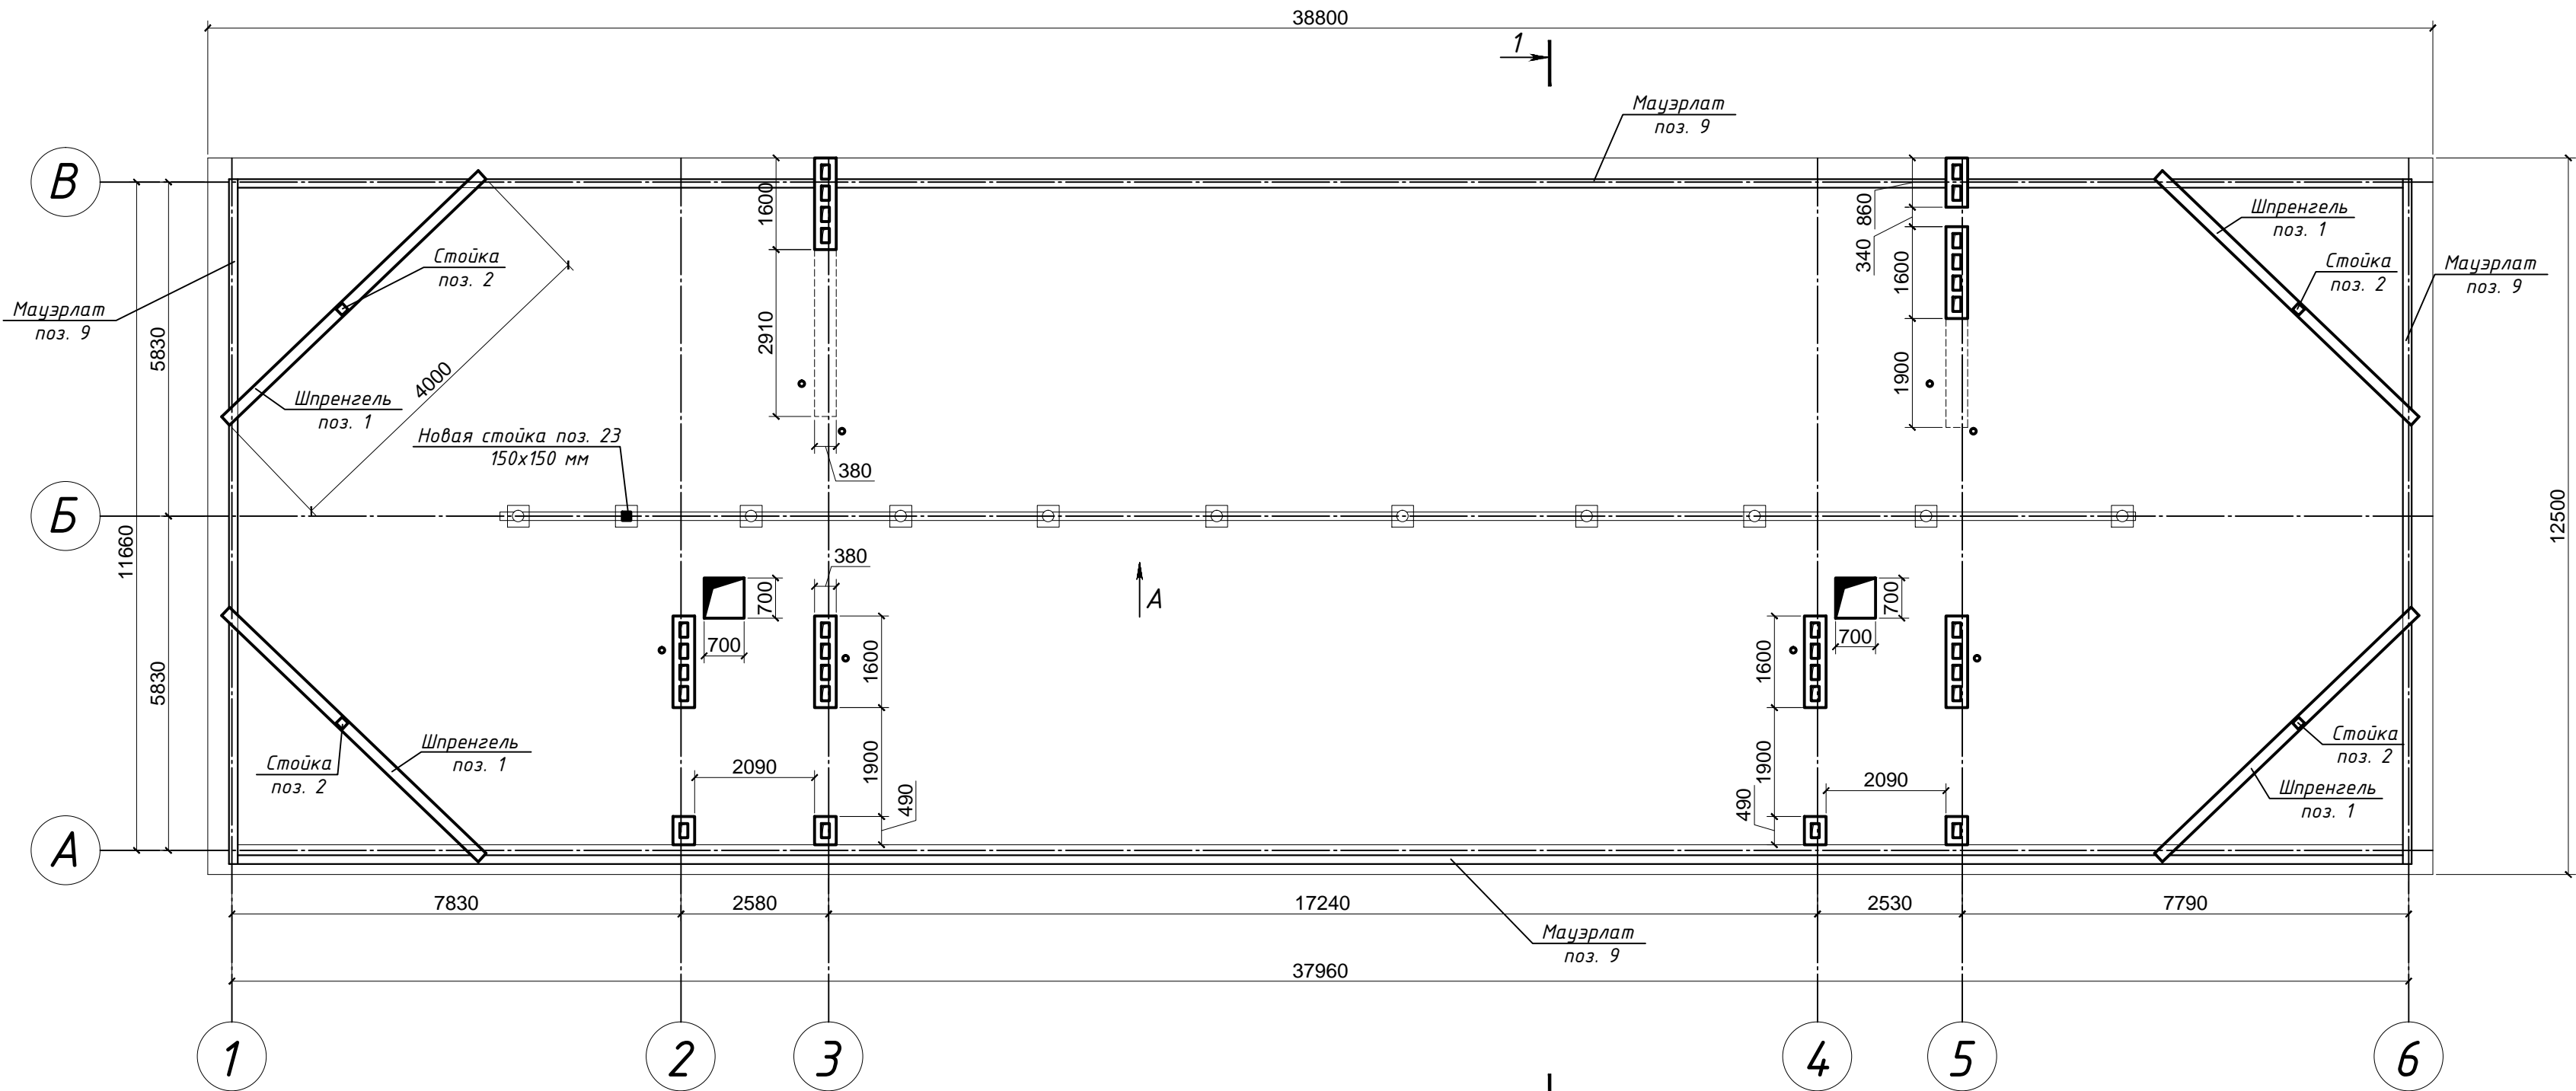 38800
1
Мауэрлат
поз. 9
В
1600
860
340
1600
Шпренгель
поз. 1
Стойка
поз. 2
Стойка
поз. 2
Мауэрлат
поз. 9
Мауэрлат
поз. 9
5830
2910
1900
4000
Шпренгель
поз. 1
Новая стойка поз. 23
150х150 мм
380
Б
11660
12500
380
А
700
700
700
700
1600
1600
5830
Шпренгель
поз. 1
Стойка
поз. 2
Стойка
поз. 2
2090
1900
490
1900
490
2090
Шпренгель
поз. 1
А
7830
2580
17240
2530
7790
Мауэрлат
поз. 9
37960
1
2
3
4
5
6